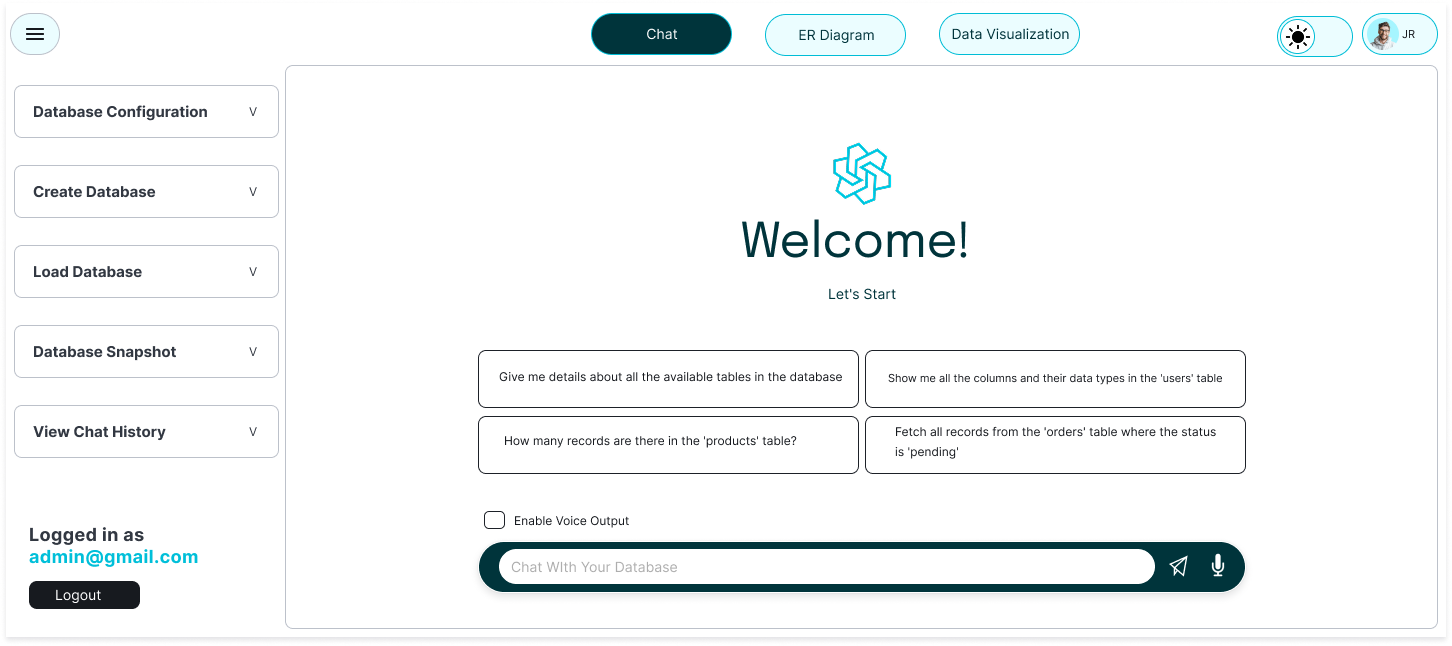 Chat
ER Diagram
Data Visualization
JR
Database Configuration V
Create Database V
Load Database V
Database Snapshot V
View Chat History V
Logged in as
admin@gmail.com
Logout
Welcome!
Let's Start
Give me details about all the available tables in the database
Show me all the columns and their data types in the 'users' table
How many records are there in the 'products' table?
Fetch all records from the 'orders' table where the status
is 'pending'
Enable Voice Output
Chat WIth Your Database